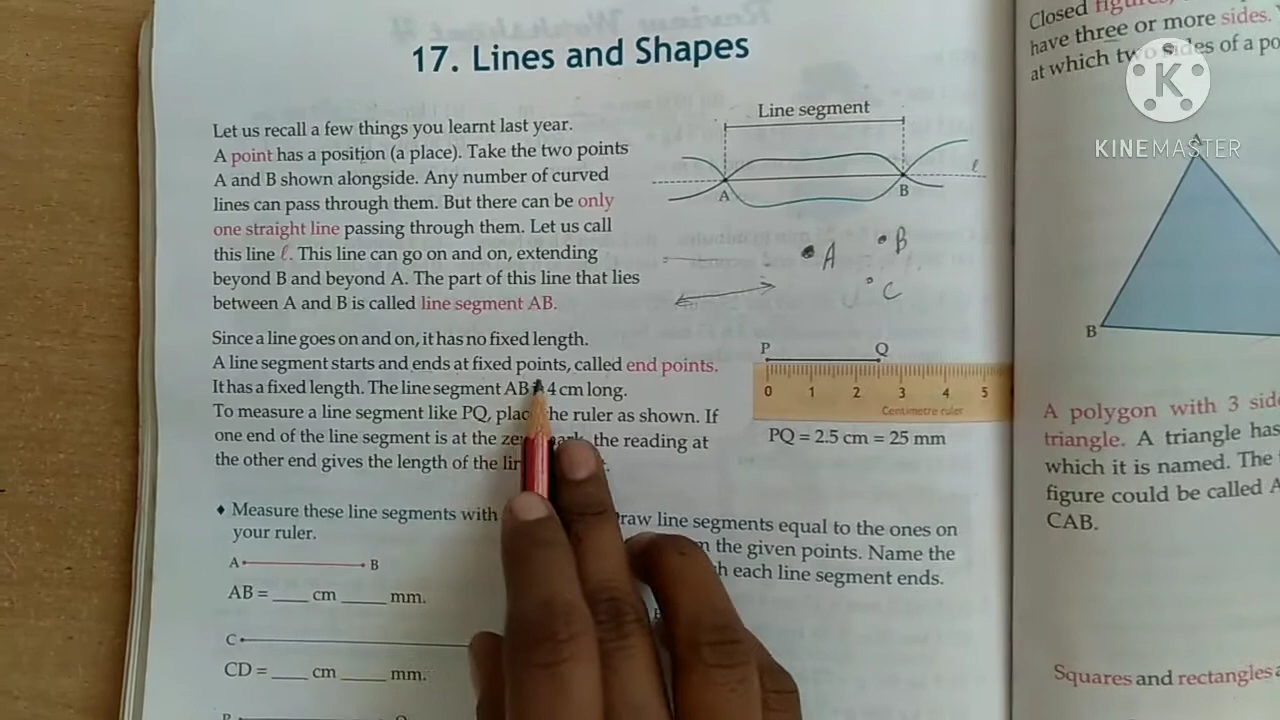 17. Lines and Shapes
Let us recall a few things you learnt last year.
A point has a position (a place). Take the two points
A and B shown alongside. Any number of curved
lines can pass through them. But there can be only
one straight line passing through them. Let us call
this line ℓ. This line can go on and on, extending
beyond B and beyond A. The part of this line that lies
between A and B is called line segment AB.
Line segment
A
B
ℓ
A
B
C
Since a line goes on and on, it has no fixed length.
A line segment starts and ends at fixed points, called end points.
It has a fixed length. The line segment AB 4 cm long.
To measure a line segment like PQ, the ruler as shown. If
one end of the line segment is at the the reading at
the other end gives the length of the
P Q
0 1 2 3 4 5
Centimetre ruler
PQ = 2.5 cm = 25 mm
♦ Measure these line segments with
your ruler.
A B
AB = ___ cm ___ mm.
C
CD = ___ cm ___ mm.
line segments equal to the ones on
the given points. Name the
each line segment ends.
Closed figures,
have three or more sides.
at which two sides of a
KINEMASTER
A
B
A polygon with 3
triangle. A triangle has
which it is named. The
figure could be called
CAB.
Squares and rectangles